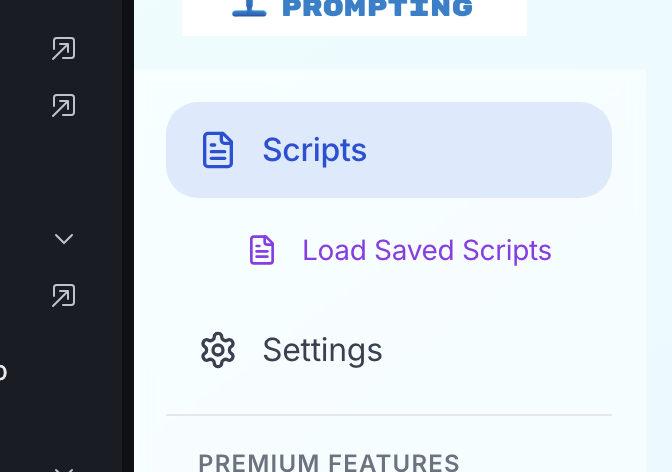 PROMPTING
Scripts
Load Saved Scripts
Settings
PREMIUM FEATURES